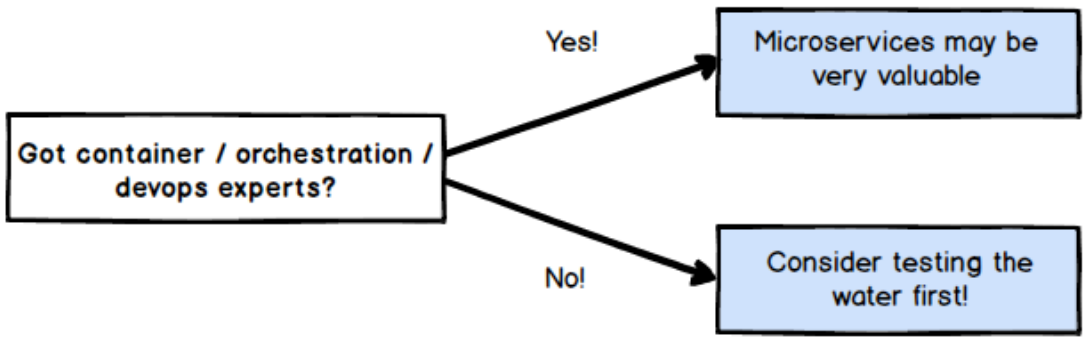 Yes!
Microservices may be
very valuable
Got container / orchestration /
devops experts?
No!
Consider testing the
water first!